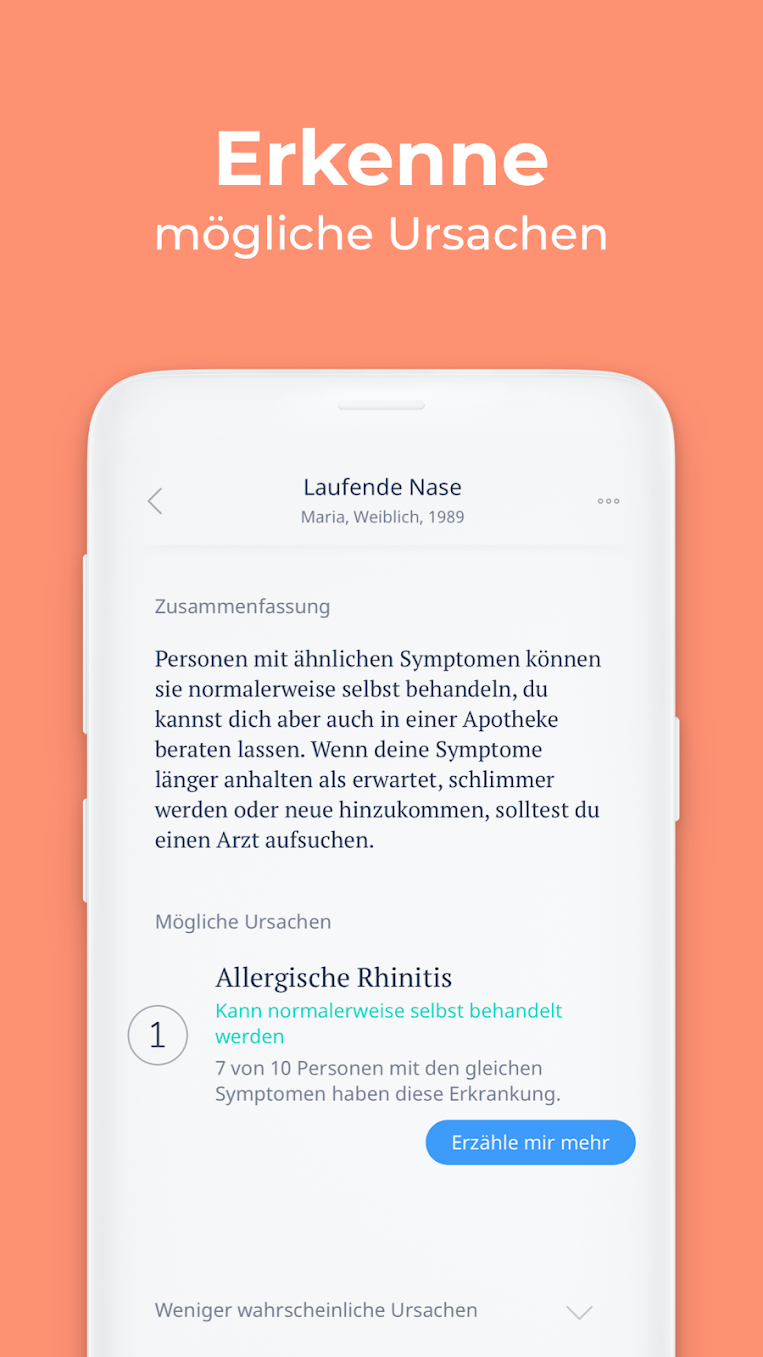 Erkenne
mögliche Ursachen
Laufende Nase
Maria, Weiblich, 1989
Zusammenfassung
Personen mit ähnlichen Symptomen können
sie normalerweise selbst behandeln, du
kannst dich aber auch in einer Apotheke
beraten lassen. Wenn deine Symptome
länger anhalten als erwartet, schlimmer
werden oder neue hinzukommen, solltest du
einen Arzt aufsuchen.
Mögliche Ursachen
1
Allergische Rhinitis
Kann normalerweise selbst behandelt
werden
7 von 10 Personen mit den gleichen
Symptomen haben diese Erkrankung.
Erzähle mir mehr
Weniger wahrscheinliche Ursachen